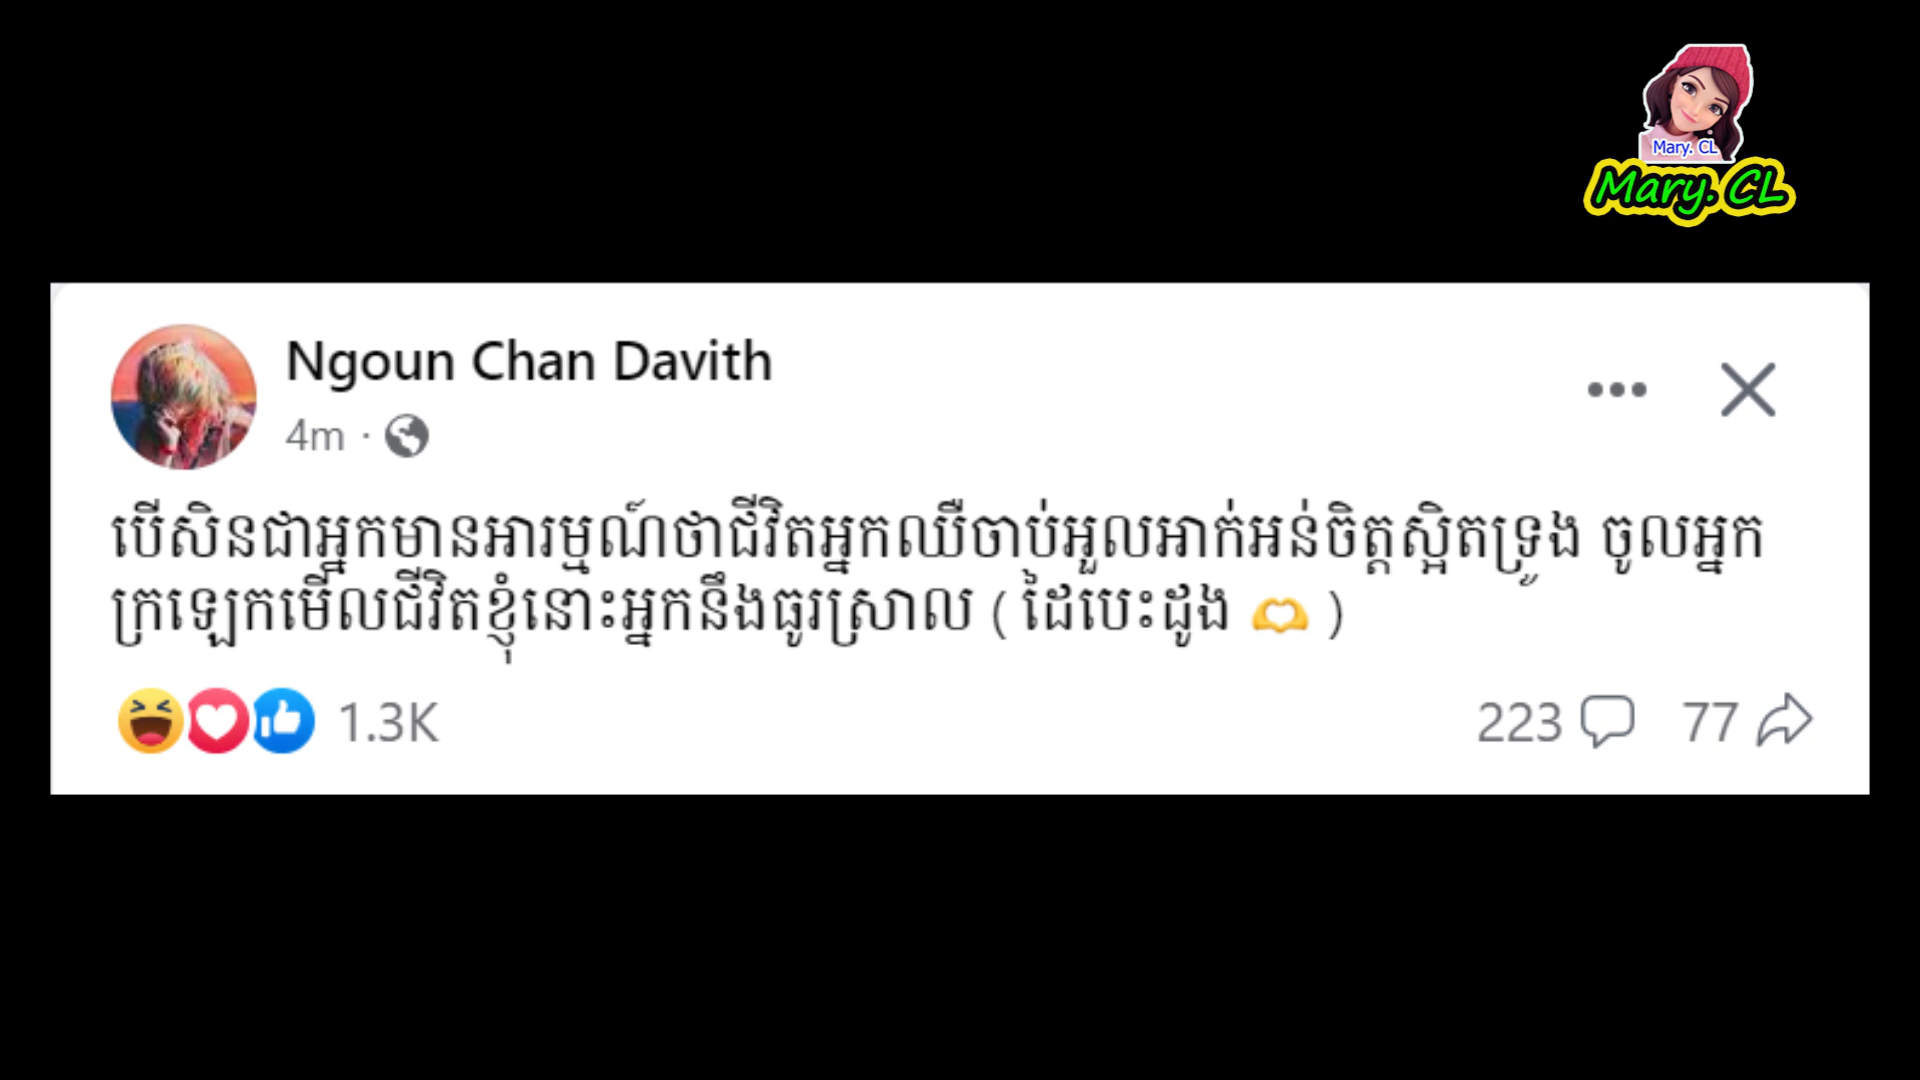 Mary. CL
Mary. CL
Ngoun Chan Davith
4m ·
បើសិនជាអ្នកមានអារម្មណ៍ថាជីវិតអ្នកឈឺចាប់អួលអាក់អន់ចិត្តស្អិតទ្រូង ចូលអ្នក
ក្រឡេកមើលជីវិតខ្ញុំនោះអ្នកនឹងធូរស្រាល ( ដៃបេះដូង 🫶 )
1.3K 223 77